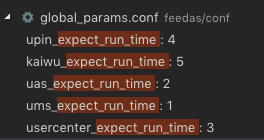 global_params.conf feedas/conf
upin_expect_run_time : 4
kaiwu_expect_run_time : 5
uas_expect_run_time : 2
ums_expect_run_time : 1
usercenter_expect_run_time : 3